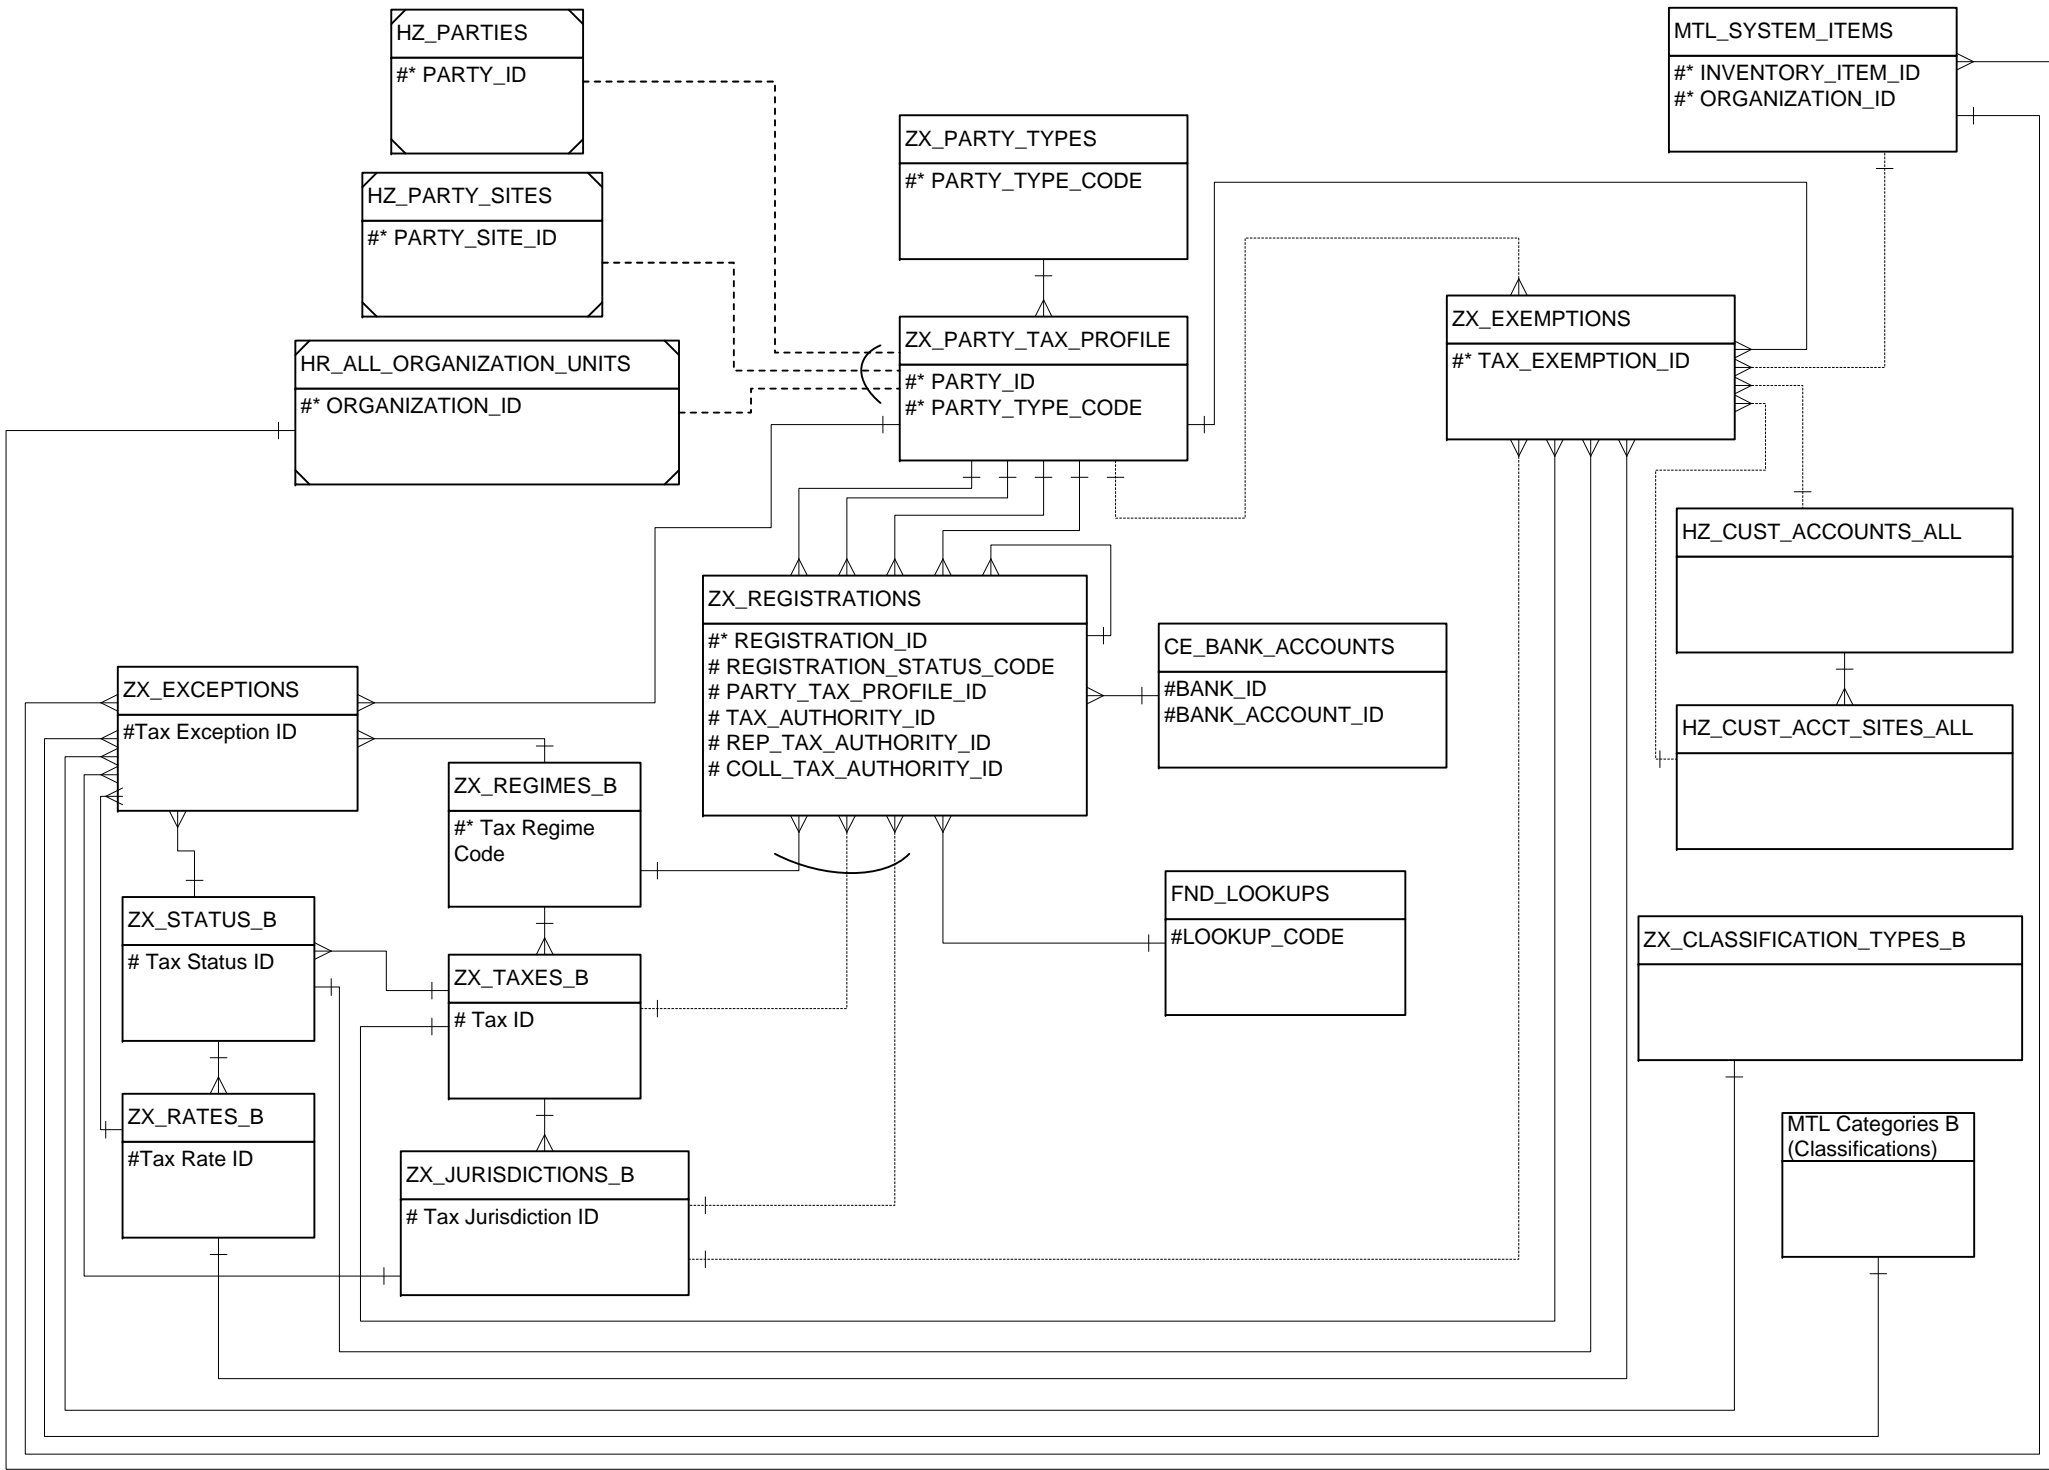 HZ_PARTIES
#* PARTY_ID
MTL_SYSTEM_ITEMS
#* INVENTORY_ITEM_ID
#* ORGANIZATION_ID
ZX_PARTY_TYPES
#* PARTY_TYPE_CODE
HZ_PARTY_SITES
#* PARTY_SITE_ID
ZX_EXEMPTIONS
#* TAX_EXEMPTION_ID
ZX_PARTY_TAX_PROFILE
#* PARTY_ID
#* PARTY_TYPE_CODE
HR_ALL_ORGANIZATION_UNITS
#* ORGANIZATION_ID
HZ_CUST_ACCOUNTS_ALL
ZX_REGISTRATIONS
#* REGISTRATION_ID
# REGISTRATION_STATUS_CODE
# PARTY_TAX_PROFILE_ID
# TAX_AUTHORITY_ID
# REP_TAX_AUTHORITY_ID
# COLL_TAX_AUTHORITY_ID
CE_BANK_ACCOUNTS
#BANK_ID
#BANK_ACCOUNT_ID
ZX_EXCEPTIONS
#Tax Exception ID
HZ_CUST_ACCT_SITES_ALL
ZX_REGIMES_B
#* Tax Regime
Code
FND_LOOKUPS
#LOOKUP_CODE
ZX_STATUS_B
# Tax Status ID
ZX_CLASSIFICATION_TYPES_B
ZX_TAXES_B
# Tax ID
ZX_RATES_B
#Tax Rate ID
MTL Categories B
(Classifications)
ZX_JURISDICTIONS_B
# Tax Jurisdiction ID